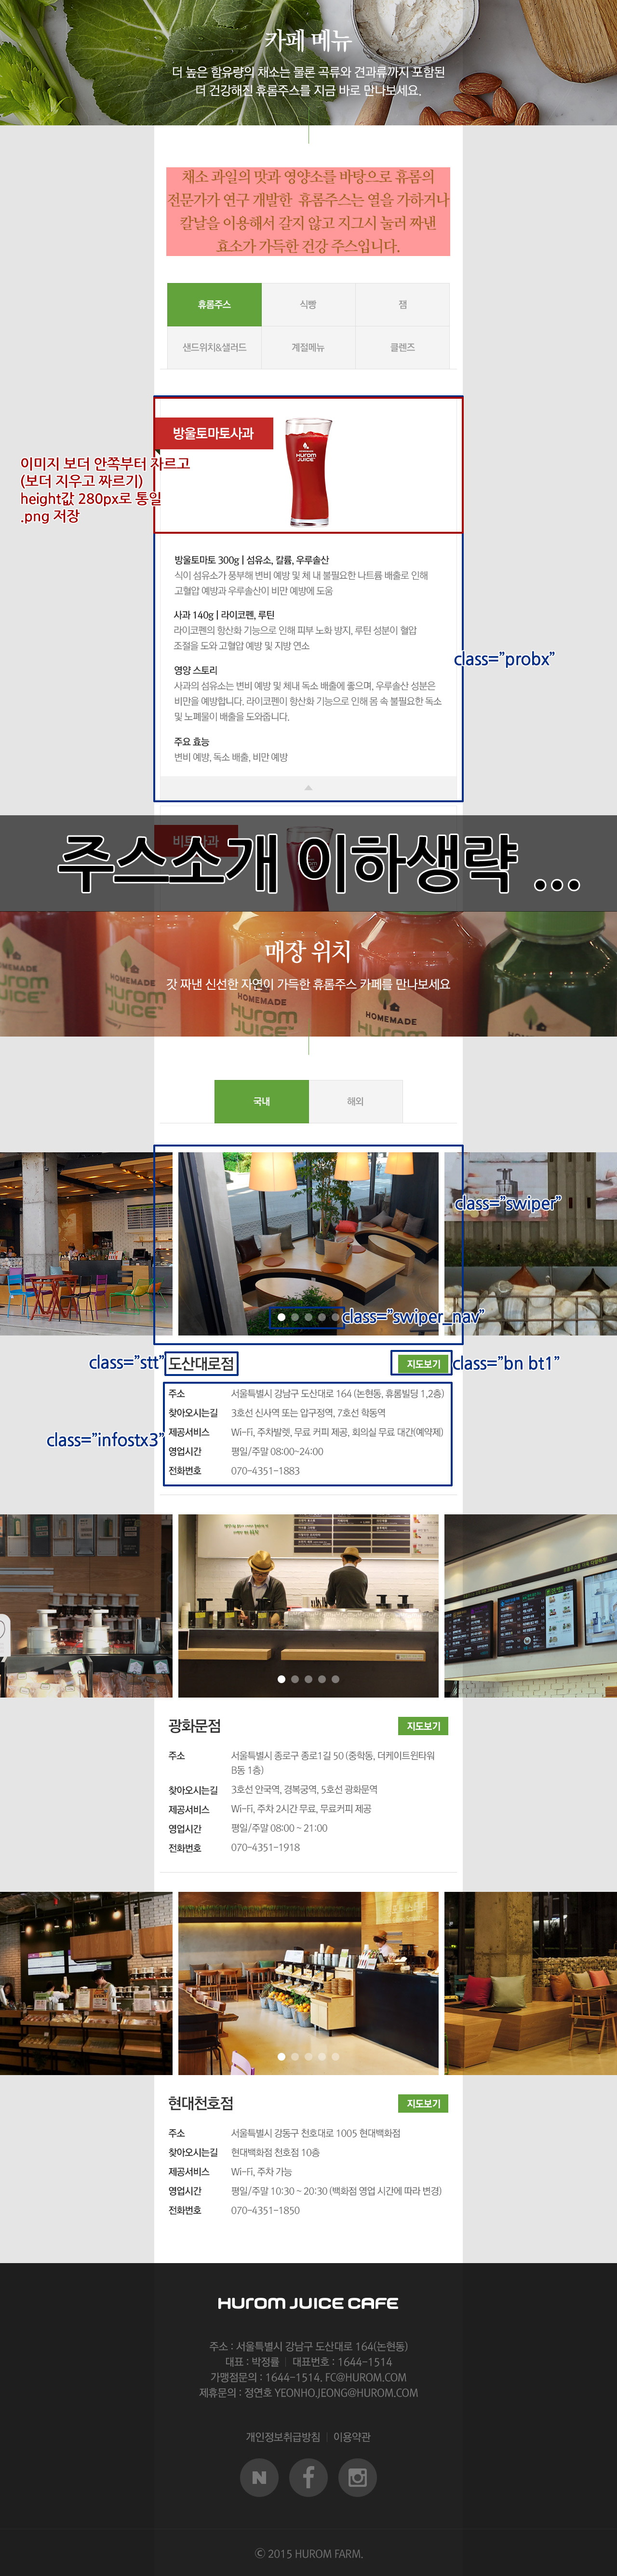 카페 메뉴
더 높은 함유량의 채소는 물론 곡류와 견과류까지 포함된
더 건강해진 휴롬주스를 지금 바로 만나보세요.
채소 과일의 맛과 영양소를 바탕으로 휴롬의
전문가가 연구 개발한 휴롬주스는 열을 가하거나
칼날을 이용해서 갈지 않고 지그시 눌러 짜낸
효소가 가득한 건강 주스입니다.
휴롬주스
식빵
잼
샌드위치&샐러드
계절메뉴
클렌즈
방울토마토사과
HUROM JUICE
이미지 보더 안쪽부터 자르고
(보더 지우고 짜르기)
height값 280px로 통일
.png 저장
방울토마토 300g | 섬유소, 칼륨, 우루솔산
식이 섬유소가 풍부해 변비 예방 및 체 내 불필요한 나트륨 배출로 인해
고혈압 예방과 우루솔산이 비만 예방에 도움
사과 140g | 라이코펜, 루틴
라이코펜의 항산화 기능으로 인해 피부 노화 방지, 루틴 성분이 혈압
조절을 도와 고혈압 예방 및 지방 연소
class=”probx”
영양 스토리
사과의 섬유소는 변비 예방 및 체내 독소 배출에 좋으며, 우루솔산 성분은
비만을 예방합니다. 라이코펜이 항산화 기능으로 인해 몸 속 불필요한 독소
및 노폐물이 배출을 도와줍니다.
주요 효능
변비 예방, 독소 배출, 비만 예방
비트사과
주스소개 이하생략 ...
매장 위치
갓 짜낸 신선한 자연이 가득한 휴롬주스 카페를 만나보세요
HOMEMADE
HUROM JUICE
HOMEMADE
HUROM JUICE
HOMEMADE
HUROM
국내
해외
class=”swiper”
class=”swiper_nav”
class=”stt”
도산대로점
지도보기
class=”bn bt1”
class=”infostx3”
주소 서울특별시 강남구 도산대로 164 (논현동, 휴롬빌딩 1,2층)
찾아오시는길 3호선 신사역 또는 압구정역, 7호선 학동역
제공서비스 Wi-Fi, 주차발렛, 무료 커피 제공, 회의실 무료 대간(예약제)
영업시간 평일/주말 08:00~24:00
전화번호 070-4351-1883
광화문점
지도보기
주소 서울특별시 종로구 종로1길 50 (중학동, 더케이트윈타워
B동 1층)
찾아오시는길 3호선 안국역, 경복궁역, 5호선 광화문역
제공서비스 Wi-Fi, 주차 2시간 무료, 무료커피 제공
영업시간 평일/주말 08:00 ~ 21:00
전화번호 070-4351-1918
현대천호점
지도보기
주소 서울특별시 강동구 천호대로 1005 현대백화점
찾아오시는길 현대백화점 천호점 10층
제공서비스 Wi-Fi, 주차 가능
영업시간 평일/주말 10:30 ~ 20:30 (백화점 영업 시간에 따라 변경)
전화번호 070-4351-1850
HUROM JUICE CAFE
주소 : 서울특별시 강남구 도산대로 164(논현동)
대표 : 박정률 | 대표번호 : 1644-1514
가맹점문의 : 1644-1514. FC@HUROM.COM
제휴문의 : 정연호 YEONHO.JEONG@HUROM.COM
개인정보취급방침 | 이용약관
N
f
© 2015 HUROM FARM.